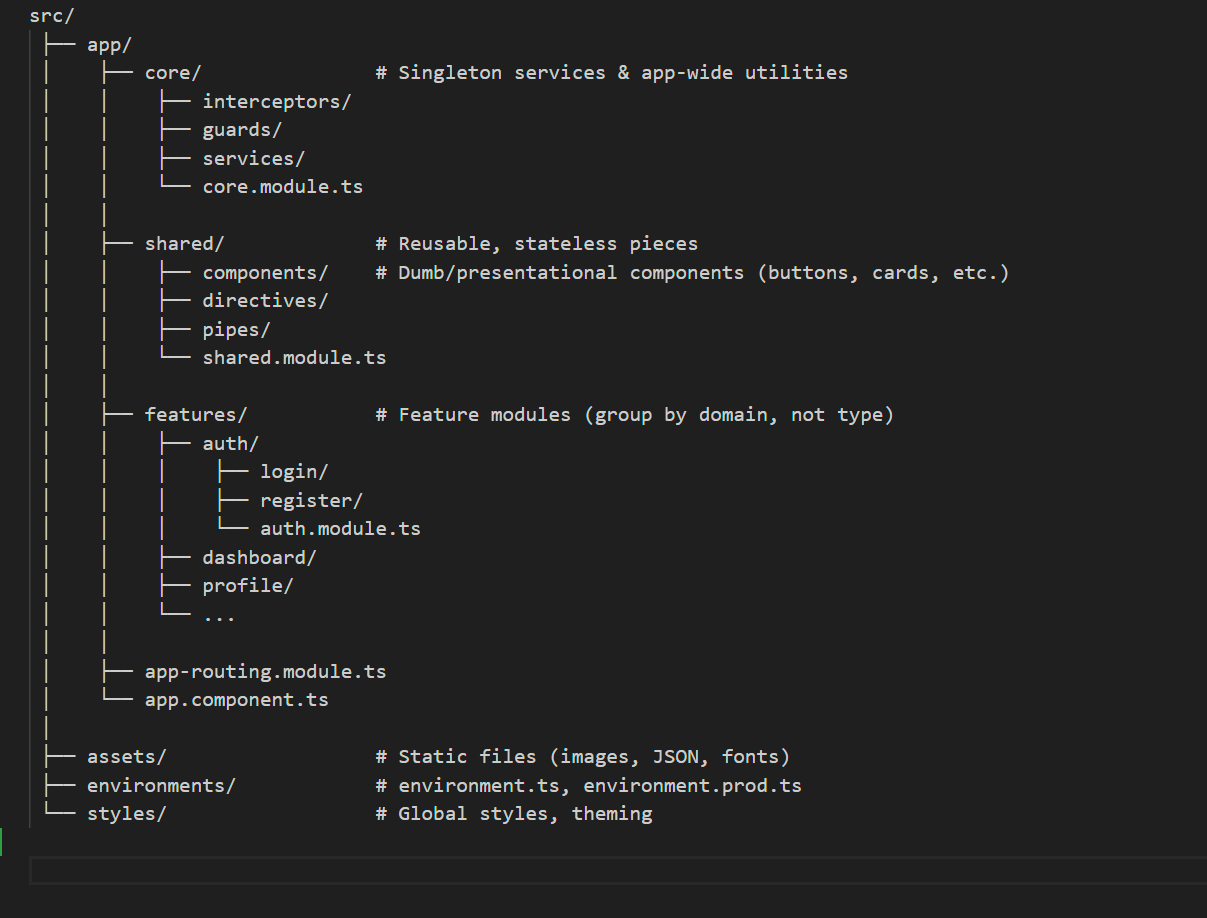 src/
├── app/
│    ├── core/               # Singleton services & app-wide utilities
│    │    ├── interceptors/
│    │    ├── guards/
│    │    ├── services/
│    │    └── core.module.ts
│    │
│    ├── shared/             # Reusable, stateless pieces
│    │    ├── components/    # Dumb/presentational components (buttons, cards, etc.)
│    │    ├── directives/
│    │    ├── pipes/
│    │    └── shared.module.ts
│    │
│    ├── features/           # Feature modules (group by domain, not type)
│    │    ├── auth/
│    │    │    ├── login/
│    │    │    ├── register/
│    │    │    └── auth.module.ts
│    │    ├── dashboard/
│    │    ├── profile/
│    │    └── ...
│    │
│    ├── app-routing.module.ts
│    └── app.component.ts
│
├── assets/                  # Static files (images, JSON, fonts)
├── environments/            # environment.ts, environment.prod.ts
└── styles/                  # Global styles, theming